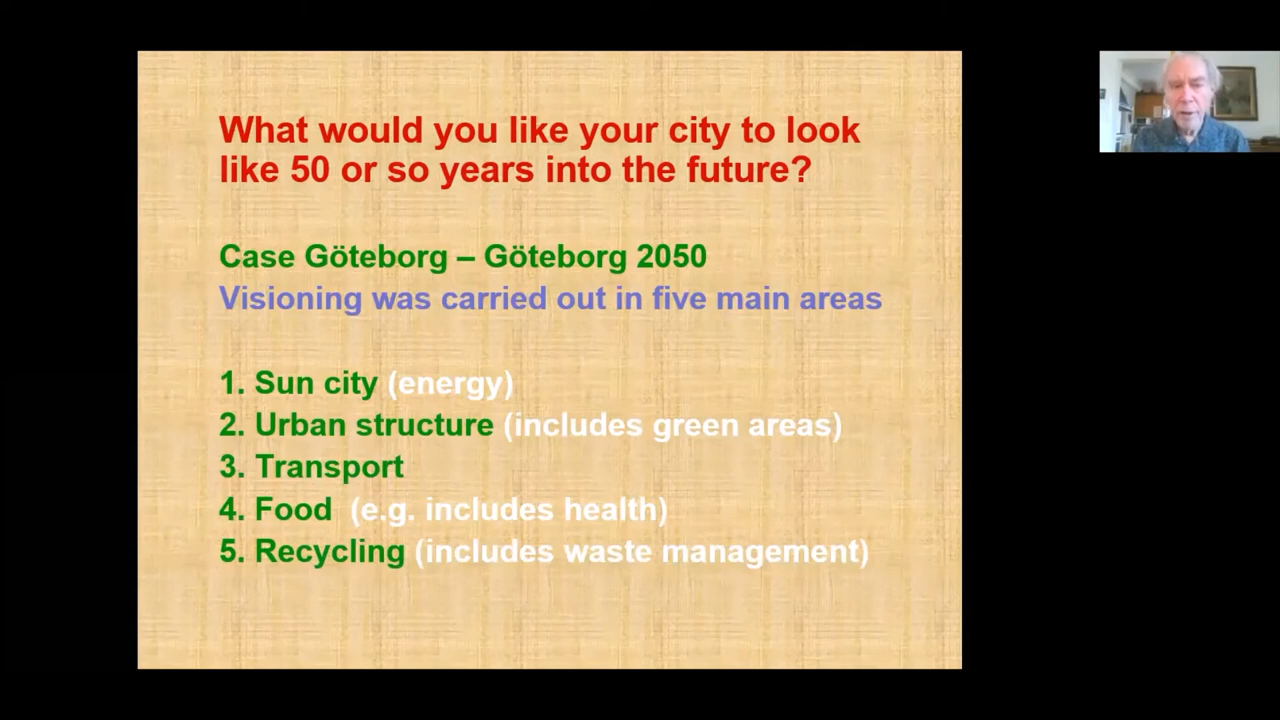 What would you like your city to look
like 50 or so years into the future?
Case Göteborg – Göteborg 2050
Visioning was carried out in five main areas
1. Sun city (energy)
2. Urban structure (includes green areas)
3. Transport
4. Food (e.g. includes health)
5. Recycling (includes waste management)